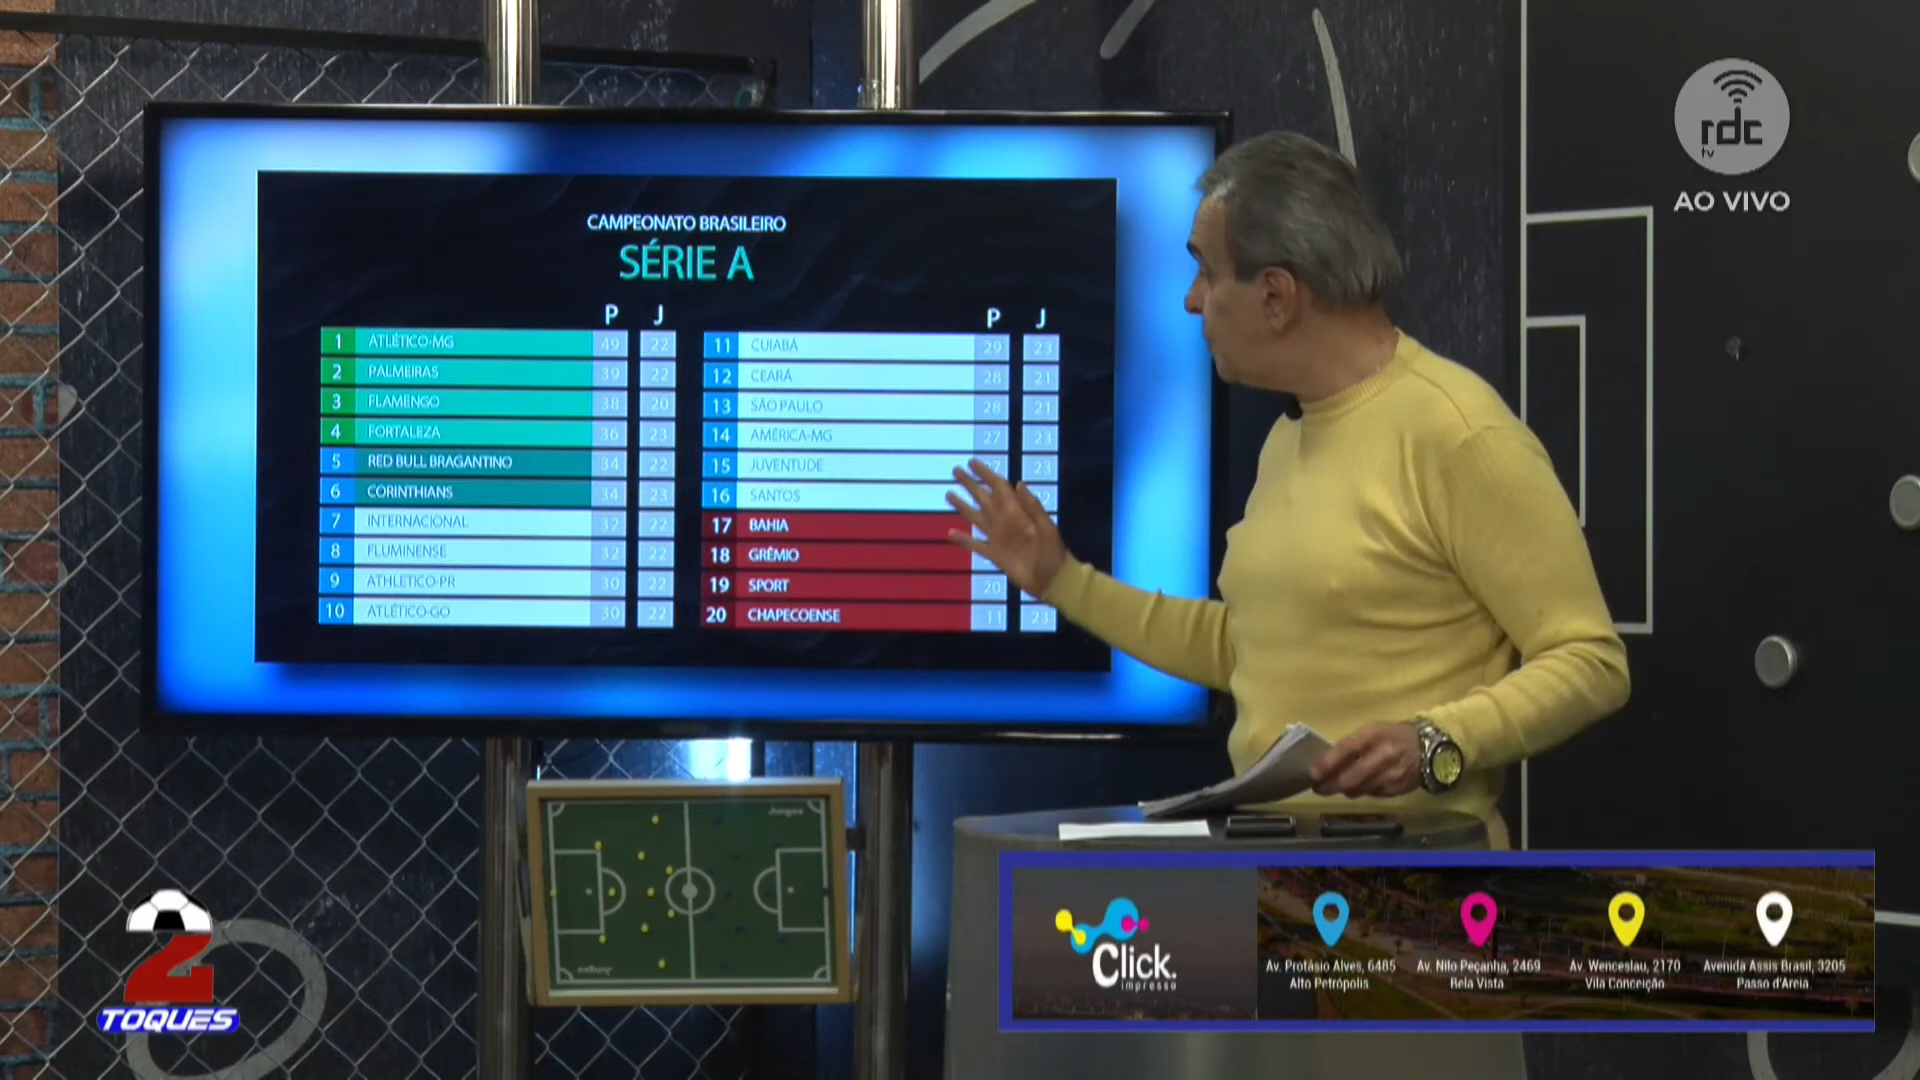 CAMPEONATO BRASILEIRO
SÉRIE A
P J
1 ATLÉTICO-MG 49 22
2 PALMEIRAS 39 22
3 FLAMENGO 38 20
4 FORTALEZA 36 23
5 RED BULL BRAGANTINO 34 22
6 CORINTHIANS 34 23
7 INTERNACIONAL 32 22
8 FLUMINENSE 32 22
9 ATHLETICO-PR 30 22
10 ATLÉTICO-GO 30 22
P J
11 CUIABÁ 29 23
12 CEARÁ 28 21
13 SÃO PAULO 28 21
14 AMÉRICA-MG 27 23
15 JUVENTUDE 23
16 SANTOS
17 BAHIA
18 GRÊMIO
19 SPORT 20
20 CHAPECOENSE 11 23
rdc
tv
AO VIVO
2
TOQUES
Click.
impresso
Av. Protásio Alves, 6485
Alto Petrópolis
Av. Nilo Peçanha, 2469
Bela Vista
Av. Wenceslau, 2170
Vila Conceição
Avenida Assis Brasil, 3205
Passo d'Areia